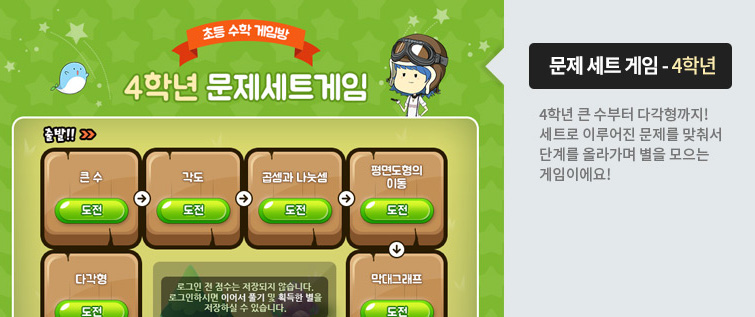 초등 수학 게임방
4학년 문제세트게임
출발!!
큰 수
도전
각도
도전
곱셈과 나눗셈
도전
평면도형의
이동
도전
다각형
도전
로그인 전 점수는 저장되지 않습니다.
로그인하시면 이어서 풀기 및 획득한 별을
저장하실 수 있습니다.
막대그래프
도전
문제 세트 게임 - 4학년
4학년 큰 수부터 다각형까지!
세트로 이루어진 문제를 맞춰서
단계를 올라가며 별을 모으는
게임이에요!